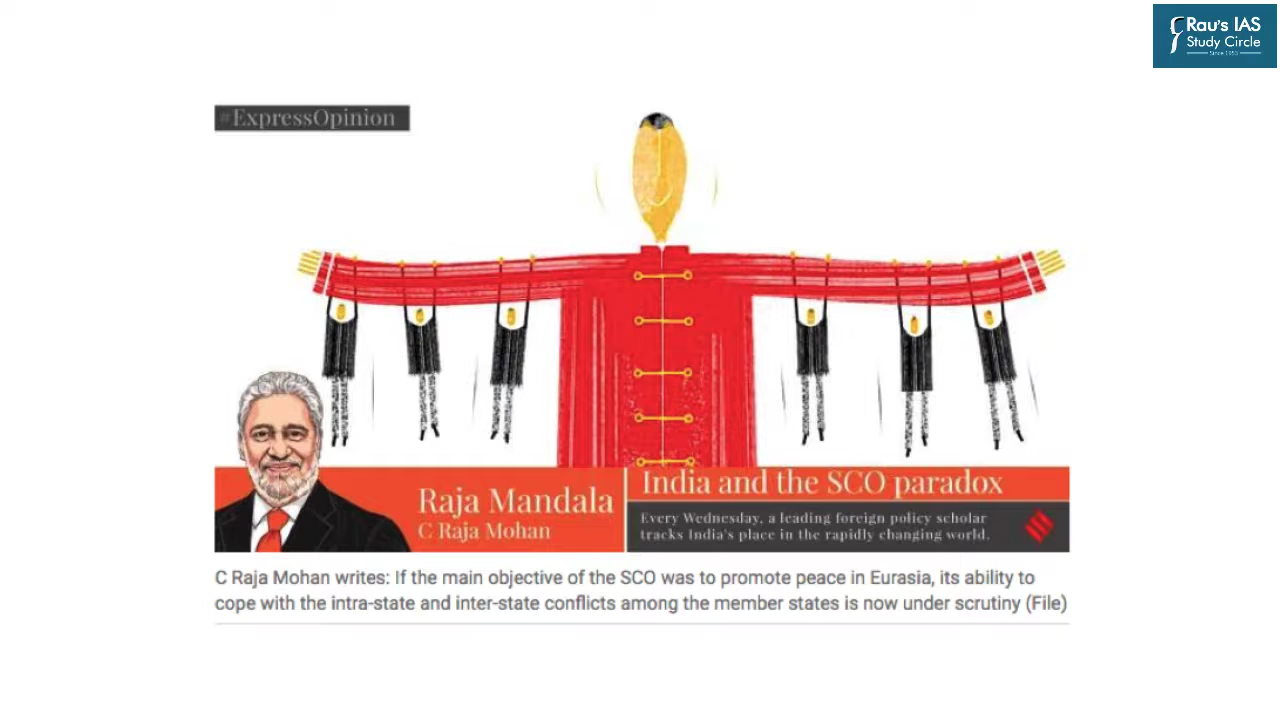 Rau's IAS
Study Circle
Since 1953
#ExpressOpinion
Raja Mandala
C Raja Mohan
India and the SCO paradox
Every Wednesday, a leading foreign policy scholar
tracks India's place in the rapidly changing world.
C Raja Mohan writes: If the main objective of the SCO was to promote peace in Eurasia, its ability to
cope with the intra-state and inter-state conflicts among the member states is now under scrutiny (File)